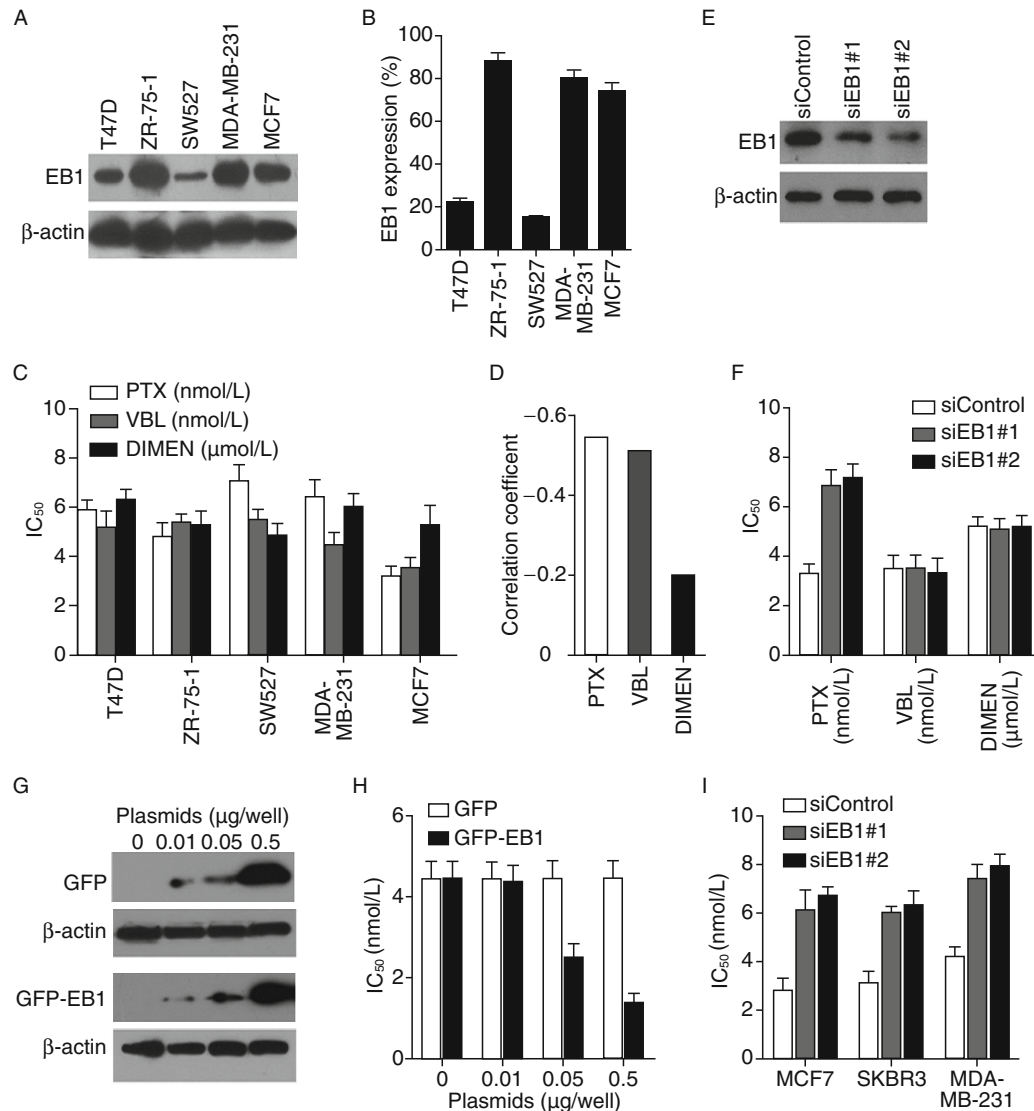 A
T47D
ZR-75-1
SW527
MDA-MB-231
MCF7
EB1
β-actin
B
EB1 expression (%)
100
80
60
40
20
0
T47D
ZR-75-1
SW527
MDA-
MB-231
MCF7
E
siControl
siEB1#1
siEB1#2
EB1
β-actin
C
PTX (nmol/L)
VBL (nmol/L)
DIMEN (μmol/L)
IC50
10
8
6
4
2
0
T47D
ZR-75-1
SW527
MDA-
MB-231
MCF7
D
Correlation coefficent
−0.6
−0.4
−0.2
0
PTX
VBL
DIMEN
F
siControl
siEB1#1
siEB1#2
IC50
10
8
6
4
2
0
PTX
(nmol/L)
VBL
(nmol/L)
DIMEN
(μmol/L)
G
Plasmids (μg/well)
0 0.01 0.05 0.5
GFP
β-actin
GFP-EB1
β-actin
H
GFP
GFP-EB1
IC50 (nmol/L)
6
4
2
0
0 0.01 0.05 0.5
Plasmids (μg/well)
I
siControl
siEB1#1
siEB1#2
IC50 (nmol/L)
10
8
6
4
2
0
MCF7 SKBR3 MDA-
MB-231